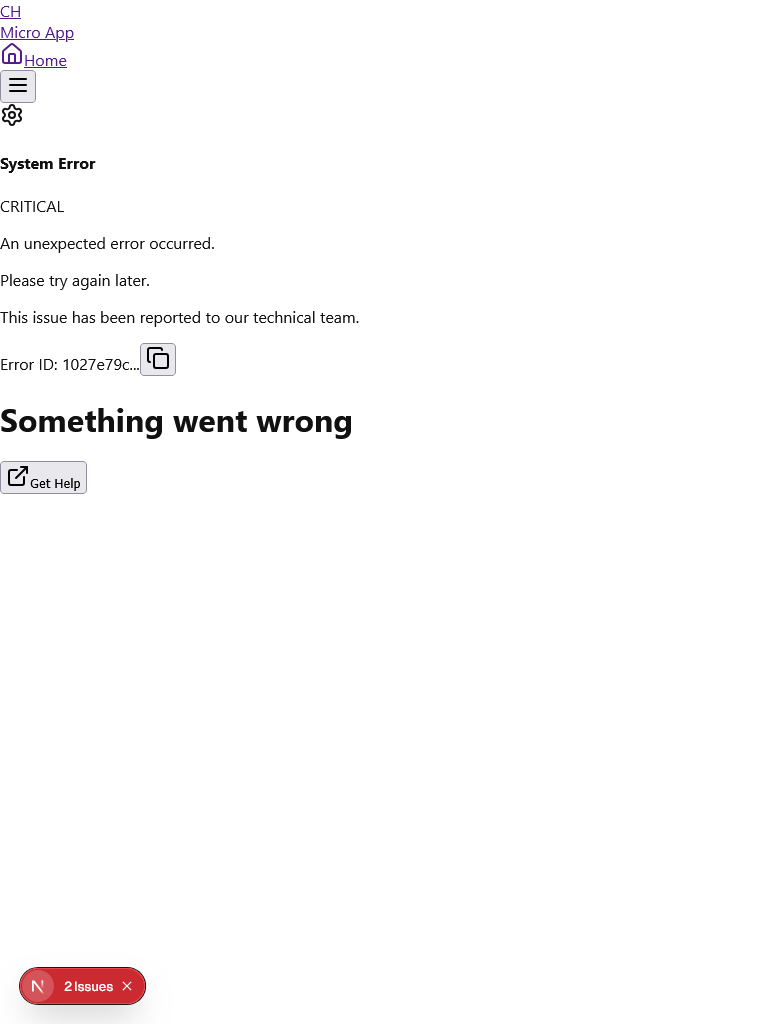 CH
Micro App
Home
System Error
CRITICAL
An unexpected error occurred.
Please try again later.
This issue has been reported to our technical team.
Error ID: 1027e79c...
Something went wrong
Get Help
N 2 Issues